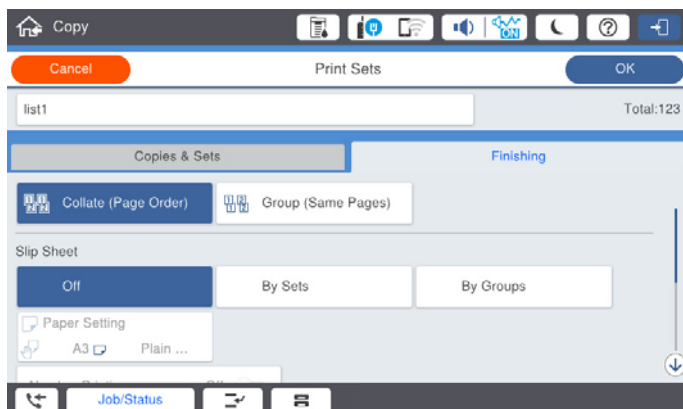 Copy
ON
Cancel
Print Sets
OK
list1
Total:123
Copies & Sets
Finishing
Collate (Page Order)
Group (Same Pages)
Slip Sheet
Off
By Sets
By Groups
Paper Setting
A3
Plain ...
Job/Status